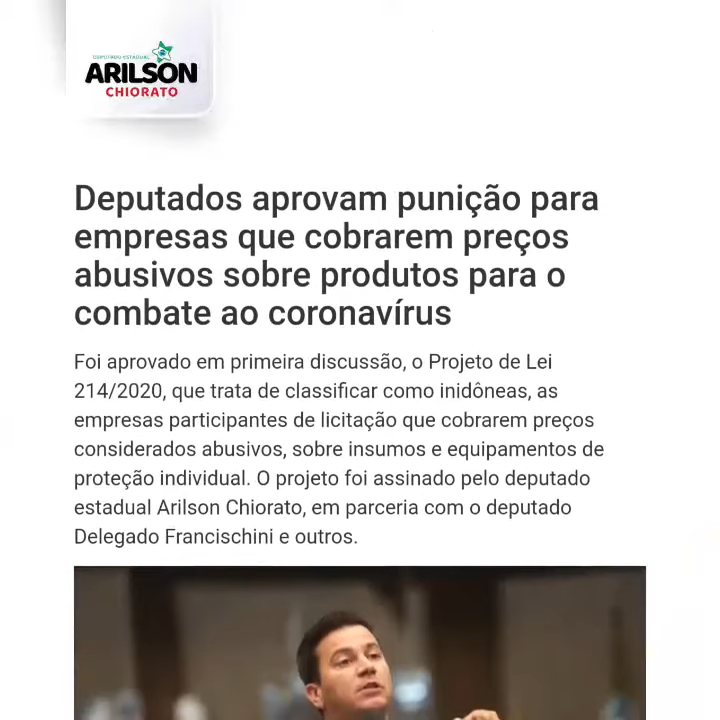 DEPUTADO ESTADUAL
ARILSON
CHIORATO
Deputados aprovam punição para
empresas que cobrarem preços
abusivos sobre produtos para o
combate ao coronavírus
Foi aprovado em primeira discussão, o Projeto de Lei
214/2020, que trata de classificar como inidôneas, as
empresas participantes de licitação que cobrarem preços
considerados abusivos, sobre insumos e equipamentos de
proteção individual. O projeto foi assinado pelo deputado
estadual Arilson Chiorato, em parceria com o deputado
Delegado Francischini e outros.